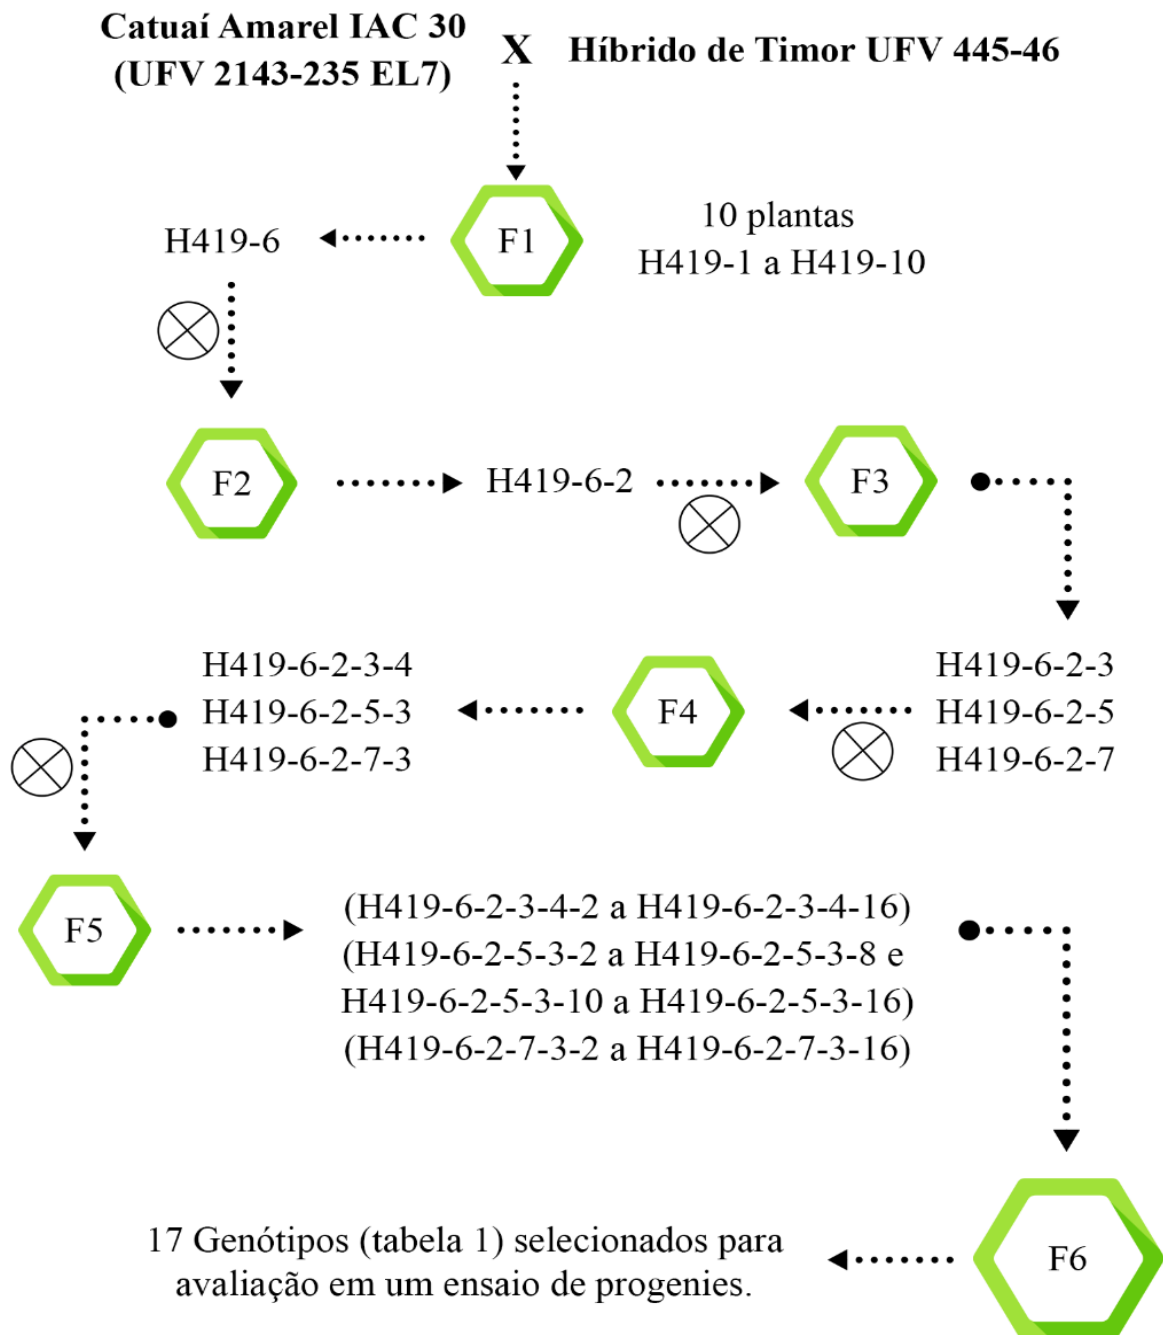 Catuaí Amarel IAC 30
(UFV 2143-235 EL7)
X
Híbrido de Timor UFV 445-46
H419-6
F1
10 plantas
H419-1 a H419-10
F2
H419-6-2
F3
H419-6-2-3
H419-6-2-5
H419-6-2-7
F4
H419-6-2-3-4
H419-6-2-5-3
H419-6-2-7-3
F5
(H419-6-2-3-4-2 a H419-6-2-3-4-16)
(H419-6-2-5-3-2 a H419-6-2-5-3-8 e
H419-6-2-5-3-10 a H419-6-2-5-3-16)
(H419-6-2-7-3-2 a H419-6-2-7-3-16)
F6
17 Genótipos (tabela 1) selecionados para
avaliação em um ensaio de progenies.